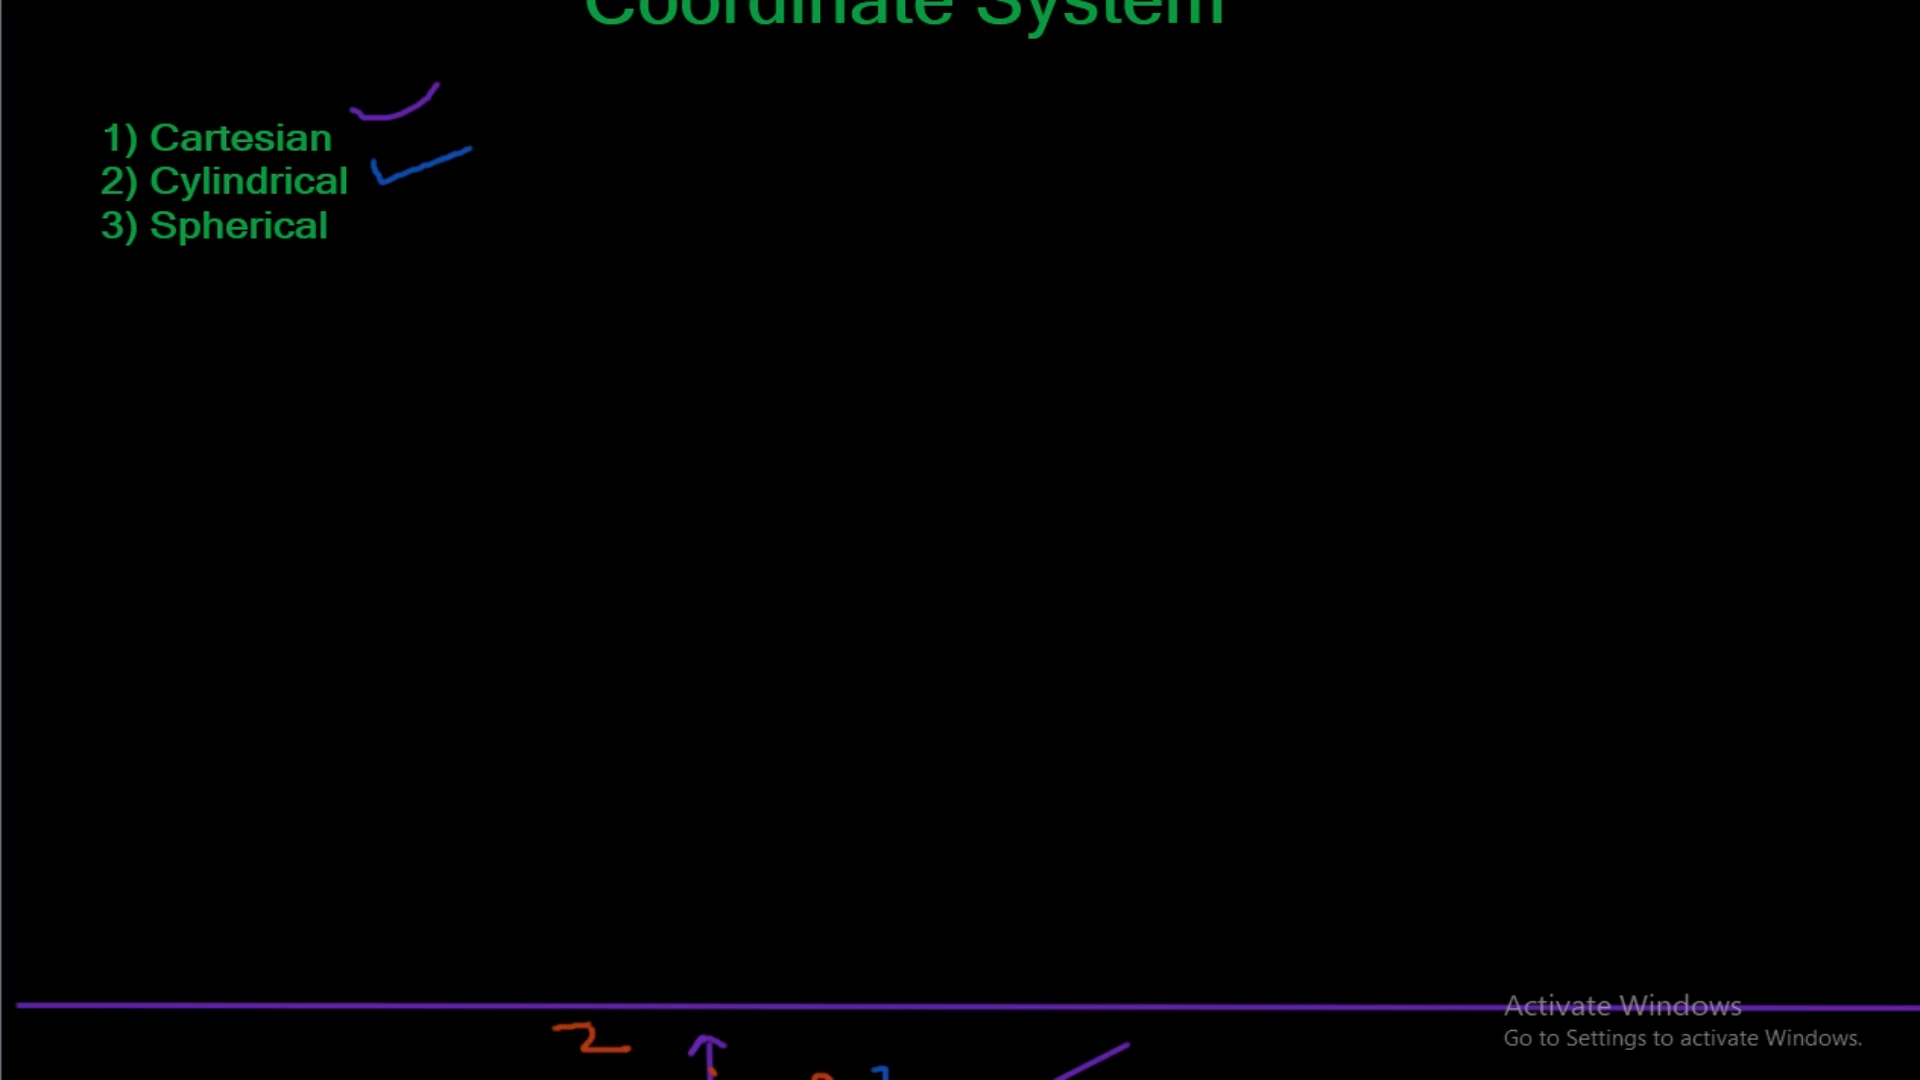 Coordinate System
1) Cartesian
2) Cylindrical
3) Spherical
Activate Windows
Go to Settings to activate Windows.
z